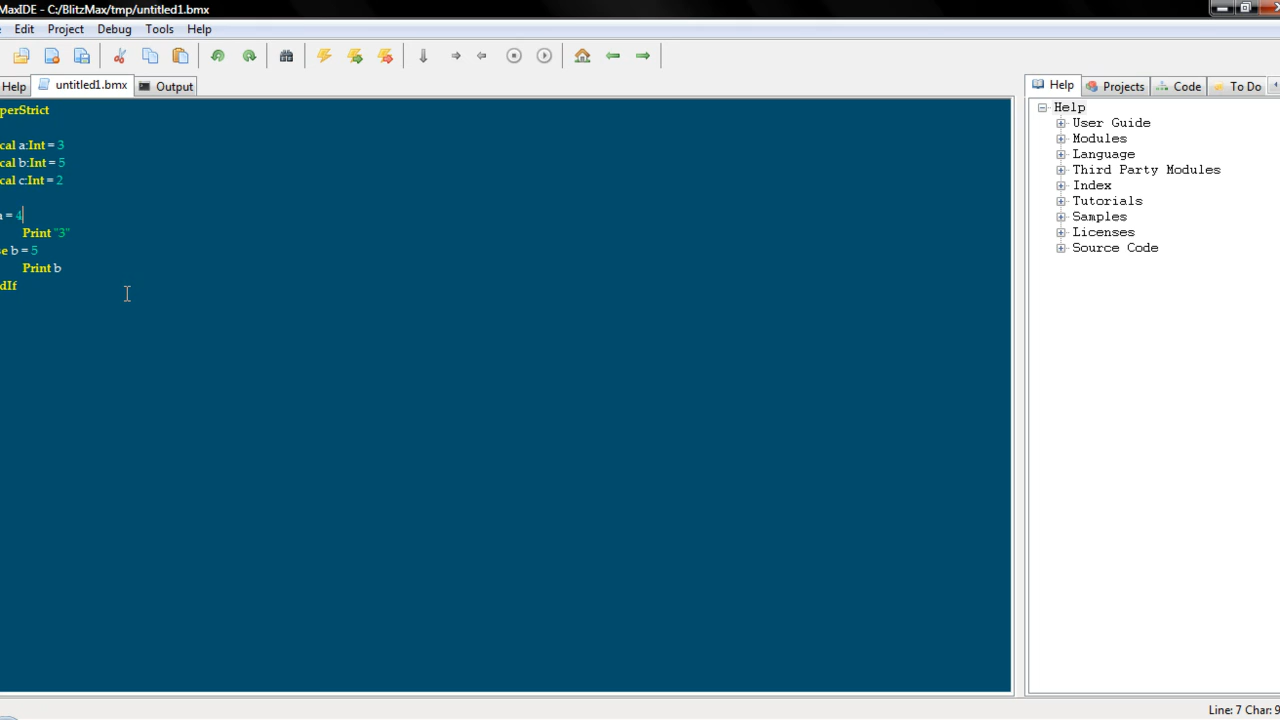 MaxIDE - C:/BlitzMax/tmp/untitled1.bmx
Edit Project Debug Tools Help
Help untitled1.bmx Output
Help Projects Code To Do
perStrict
cal a:Int = 3
cal b:Int = 5
cal c:Int = 2
a = 4
Print "3"
se b = 5
Print b
dIf
Help
User Guide
Modules
Language
Third Party Modules
Index
Tutorials
Samples
Licenses
Source Code
Line: 7 Char: 9